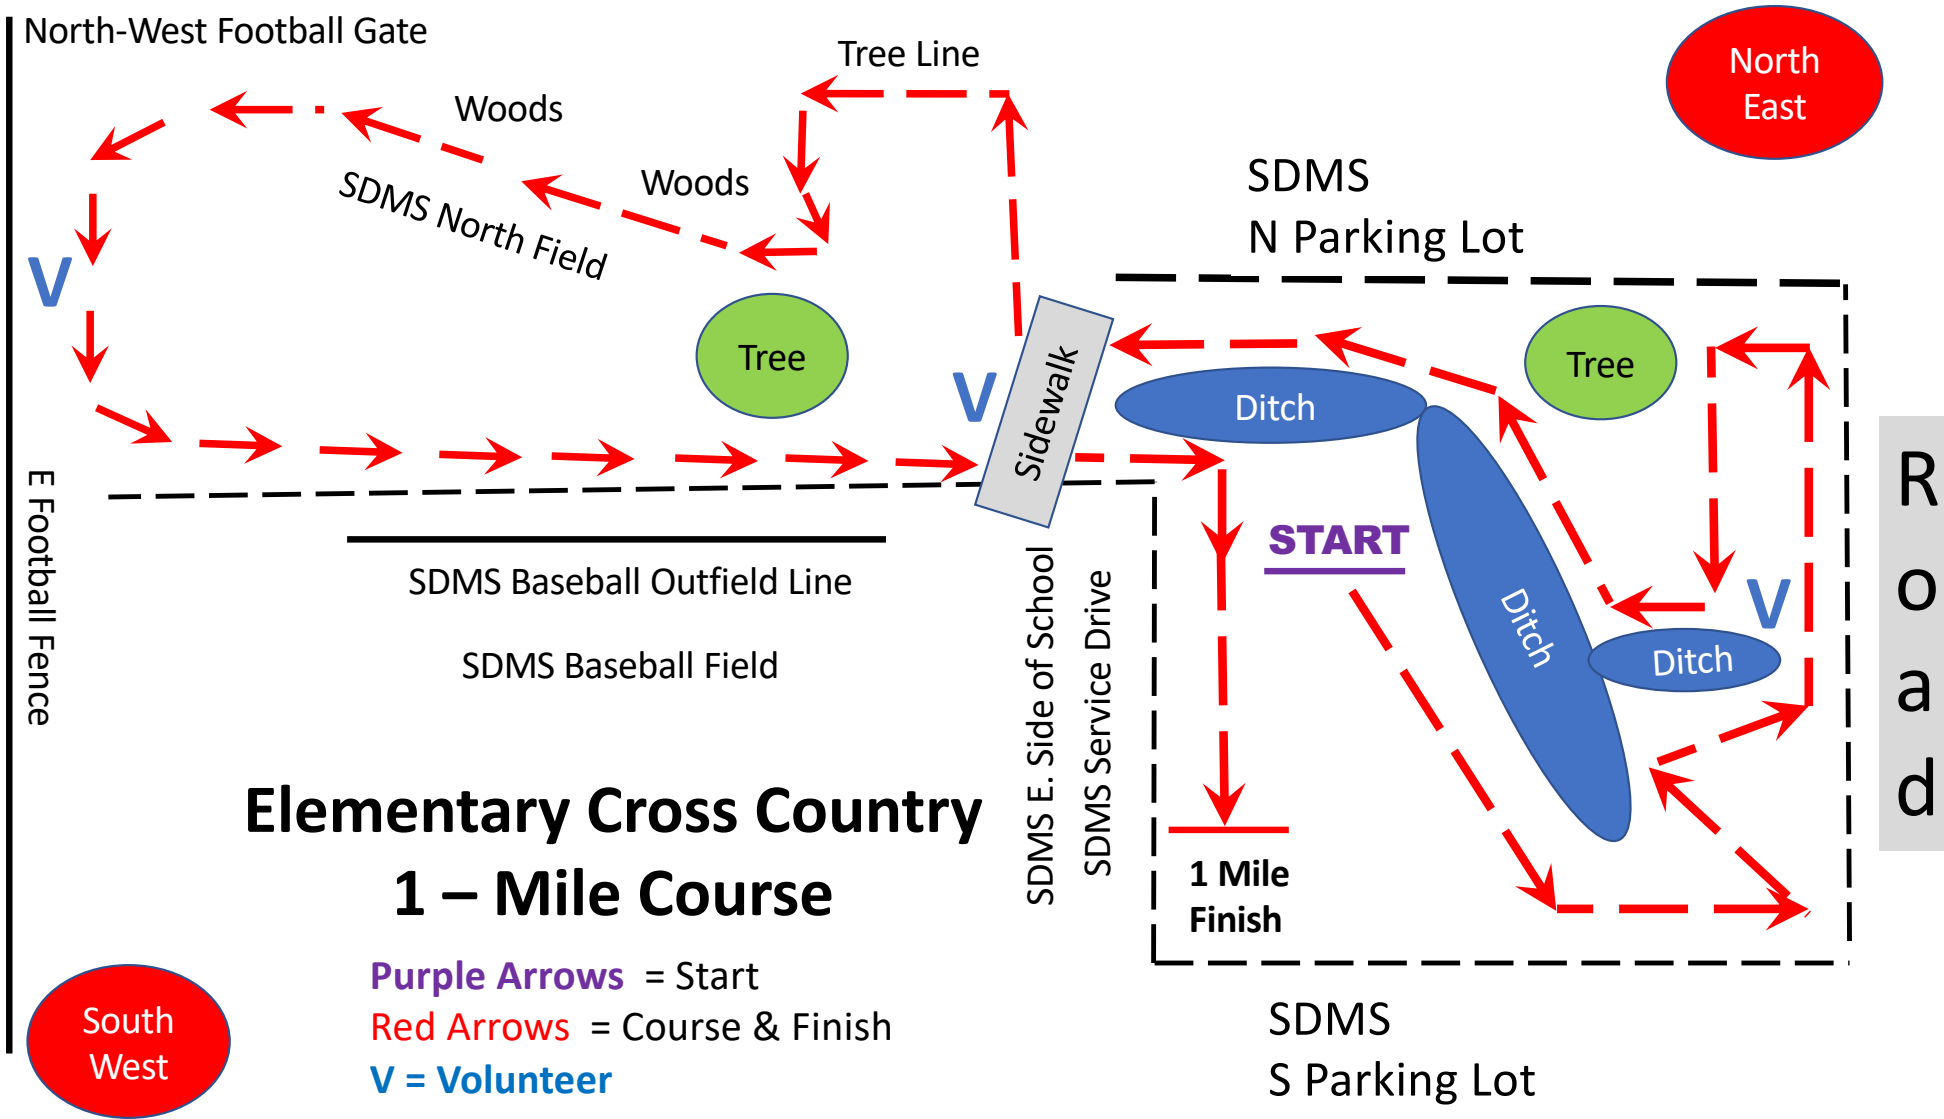 North-West Football Gate
Tree Line
North
East
Woods
Woods
SDMS North Field
SDMS
N Parking Lot
V
Tree
V
Sidewalk
Ditch
Tree
Road
E Football Fence
START
SDMS Baseball Outfield Line
SDMS Baseball Field
SDMS E. Side of School
SDMS Service Drive
Ditch
V
Ditch
Elementary Cross Country
1 – Mile Course
1 Mile
Finish
Purple Arrows = Start
Red Arrows = Course & Finish
V = Volunteer
South
West
SDMS
S Parking Lot